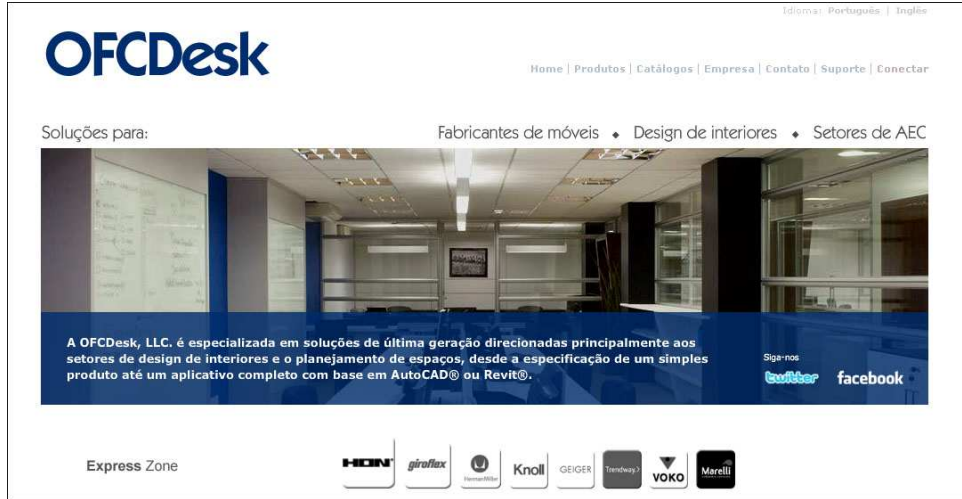 Idioma: Português | Inglês
OFCDesk
Home | Produtos | Catálogos | Empresa | Contato | Suporte | Conectar
Soluções para:
Fabricantes de móveis ⬥ Design de interiores ⬥ Setores de AEC
A OFCDesk, LLC. é especializada em soluções de última geração direcionadas principalmente aos
setores de design de interiores e o planejamento de espaços, desde a especificação de um simples
produto até um aplicativo completo com base em AutoCAD® ou Revit®.
Siga-nos
twitter facebook
Express Zone
HON giroflex HermanMiller Knoll GEIGER Trendway VOKO Marelli